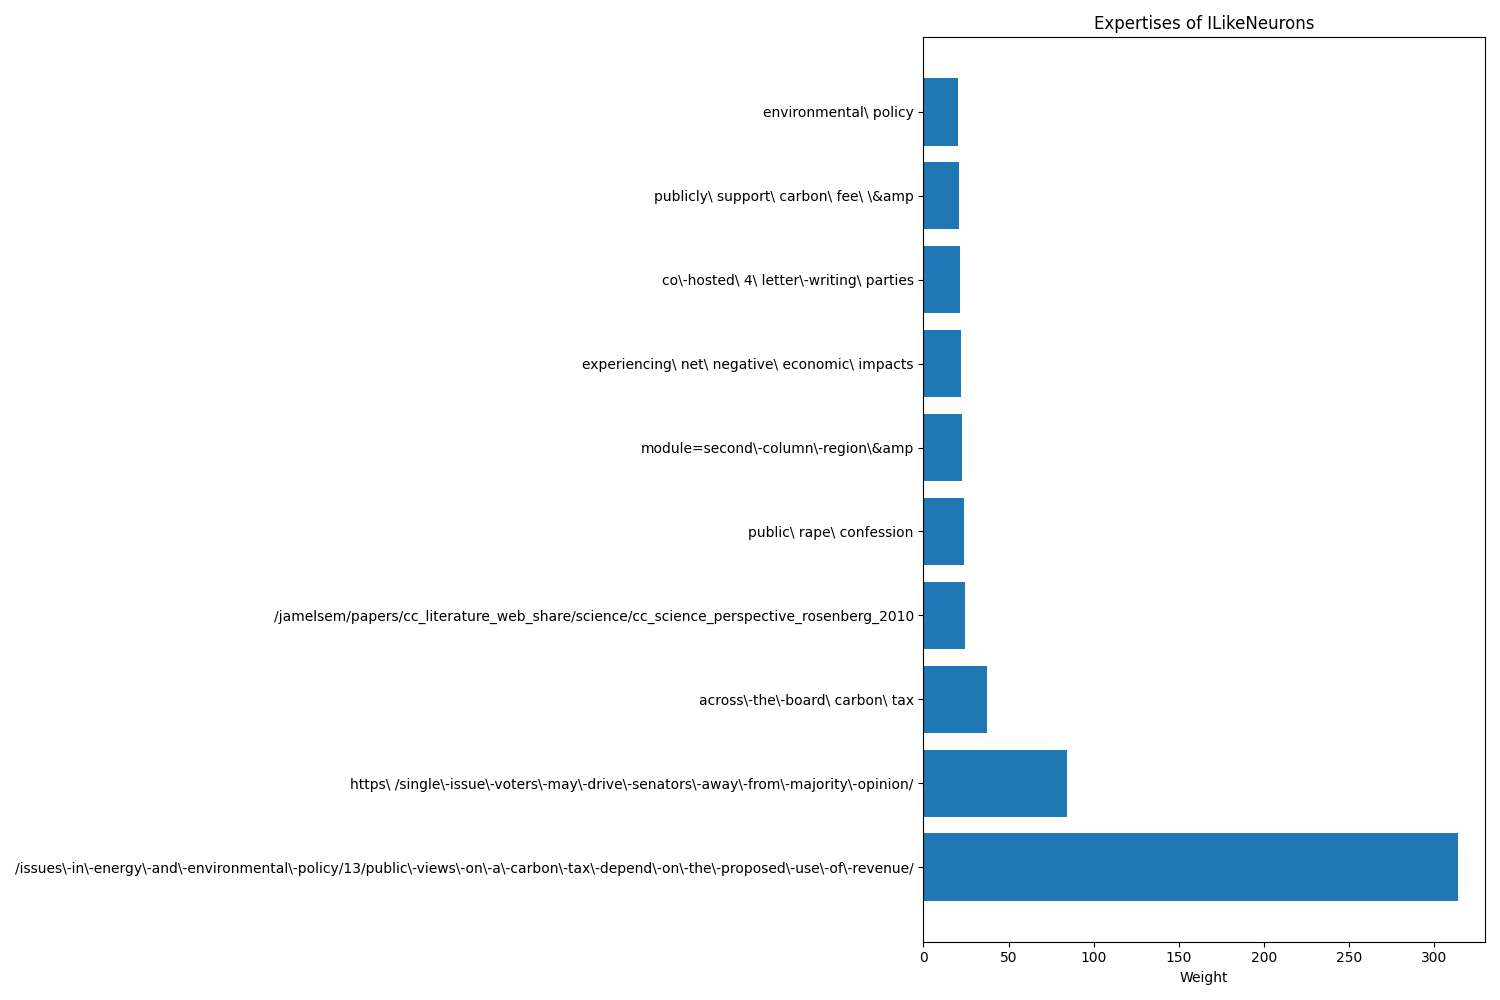 Expertises of ILikeNeurons
environmental\ policy
publicly\ support\ carbon\ fee\ \&amp
co\-hosted\ 4\ letter\-writing\ parties
experiencing\ net\ negative\ economic\ impacts
module=second\-column\-region\&amp
public\ rape\ confession
/jamelsem/papers/cc_literature_web_share/science/cc_science_perspective_rosenberg_2010
across\-the\-board\ carbon\ tax
https\ /single\-issue\-voters\-may\-drive\-senators\-away\-from\-majority\-opinion/
/issues\-in\-energy\-and\-environmental\-policy/13/public\-views\-on\-a\-carbon\-tax\-depend\-on\-the\-proposed\-use\-of\-revenue/
0 50 100 150 200 250 300
Weight